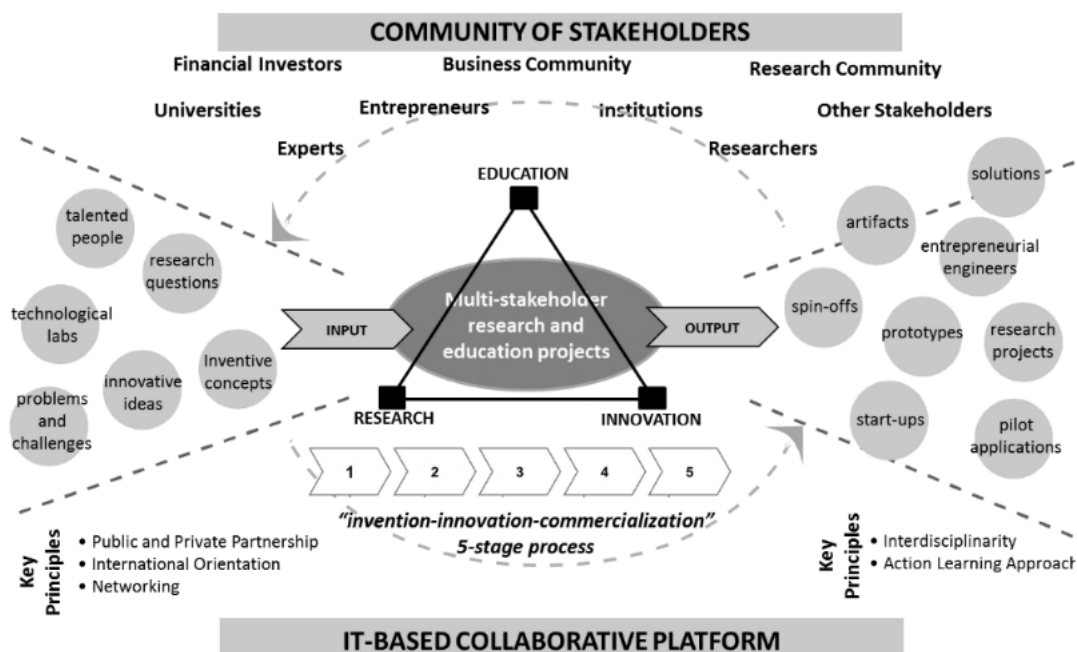 COMMUNITY OF STAKEHOLDERS
Financial Investors
Business Community
Research Community
Universities
Entrepreneurs
Institutions
Other Stakeholders
Experts
Researchers
EDUCATION
talented
people
research
questions
technological
labs
innovative
ideas
Inventive
concepts
problems
and
challenges
INPUT
Multi-stakeholder
research and
education projects
OUTPUT
RESEARCH
INNOVATION
solutions
artifacts
entrepreneurial
engineers
spin-offs
prototypes
research
projects
start-ups
pilot
applications
1
2
3
4
5
“invention-innovation-commercialization”
5-stage process
Key
Principles
• Public and Private Partnership
• International Orientation
• Networking
Key
Principles
• Interdisciplinarity
• Action Learning Approach
IT-BASED COLLABORATIVE PLATFORM